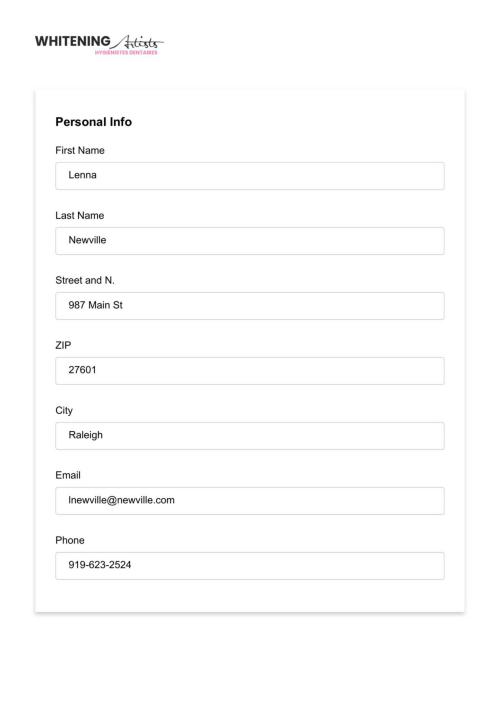 WHITENING Artists
HYGIÉNISTES DENTAIRES
Personal Info
First Name
Lenna
Last Name
Newville
Street and N.
987 Main St
ZIP
27601
City
Raleigh
Email
lnewville@newville.com
Phone
919-623-2524